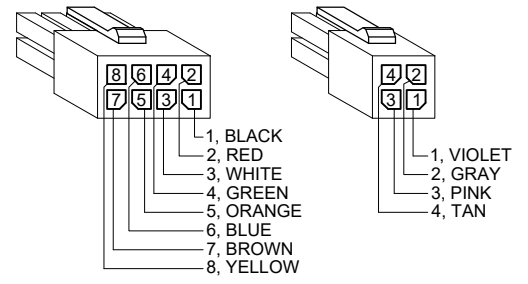 8 6 4 2
7 5 3 1
1, BLACK
2, RED
3, WHITE
4, GREEN
5, ORANGE
6, BLUE
7, BROWN
8, YELLOW
4 2
3 1
1, VIOLET
2, GRAY
3, PINK
4, TAN